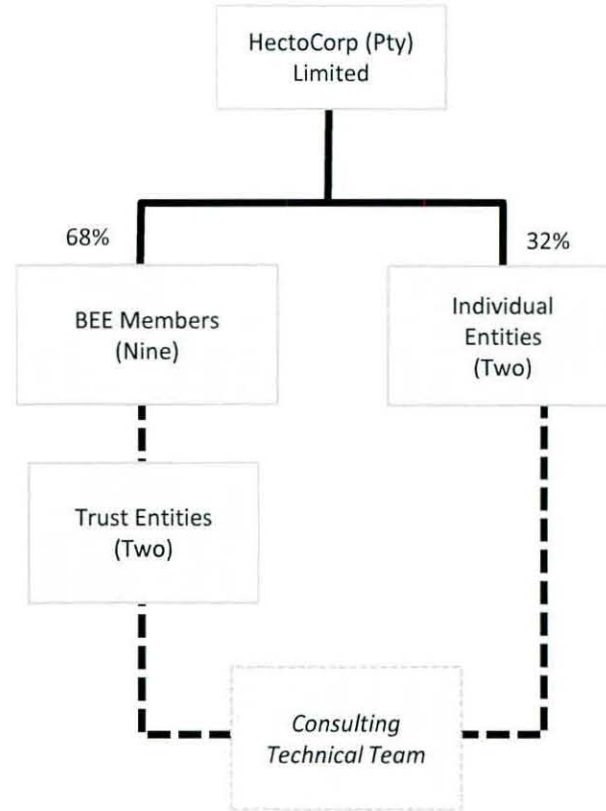 HectoCorp (Pty)
Limited
68%
32%
BEE Members
(Nine)
Individual
Entities
(Two)
Trust Entities
(Two)
Consulting
Technical Team